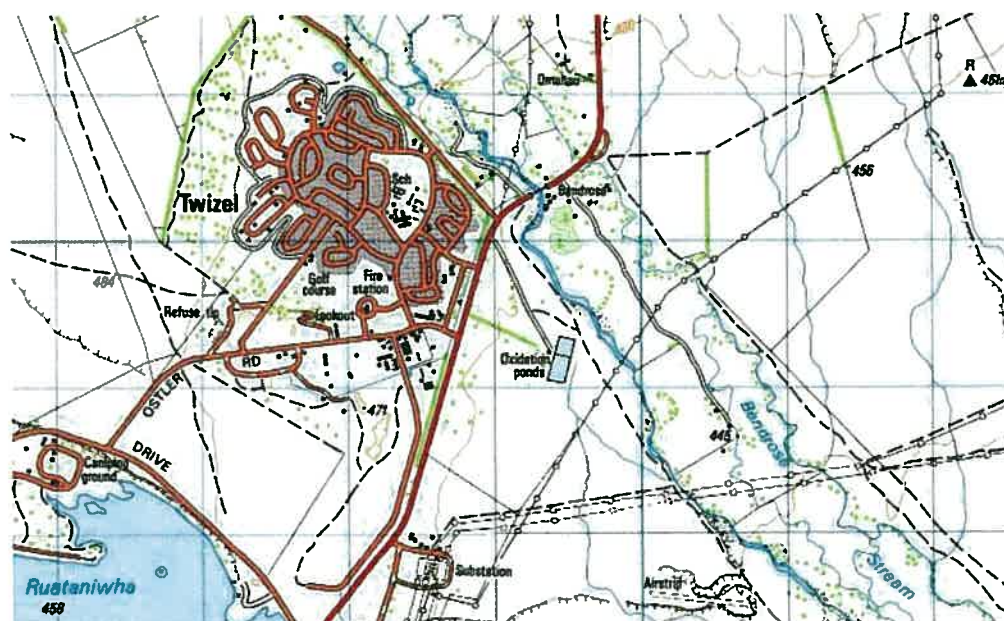 R
Twizel
Sch
484
Golf
course
Fire
station
Refuse tip
Lookout
OSTLER
RD
471
DRIVE
Camping
ground
Ruataniwha
458
Oxidation
ponds
Bendrose
456
445
Bendrose
Stream
Substation
Airstrip